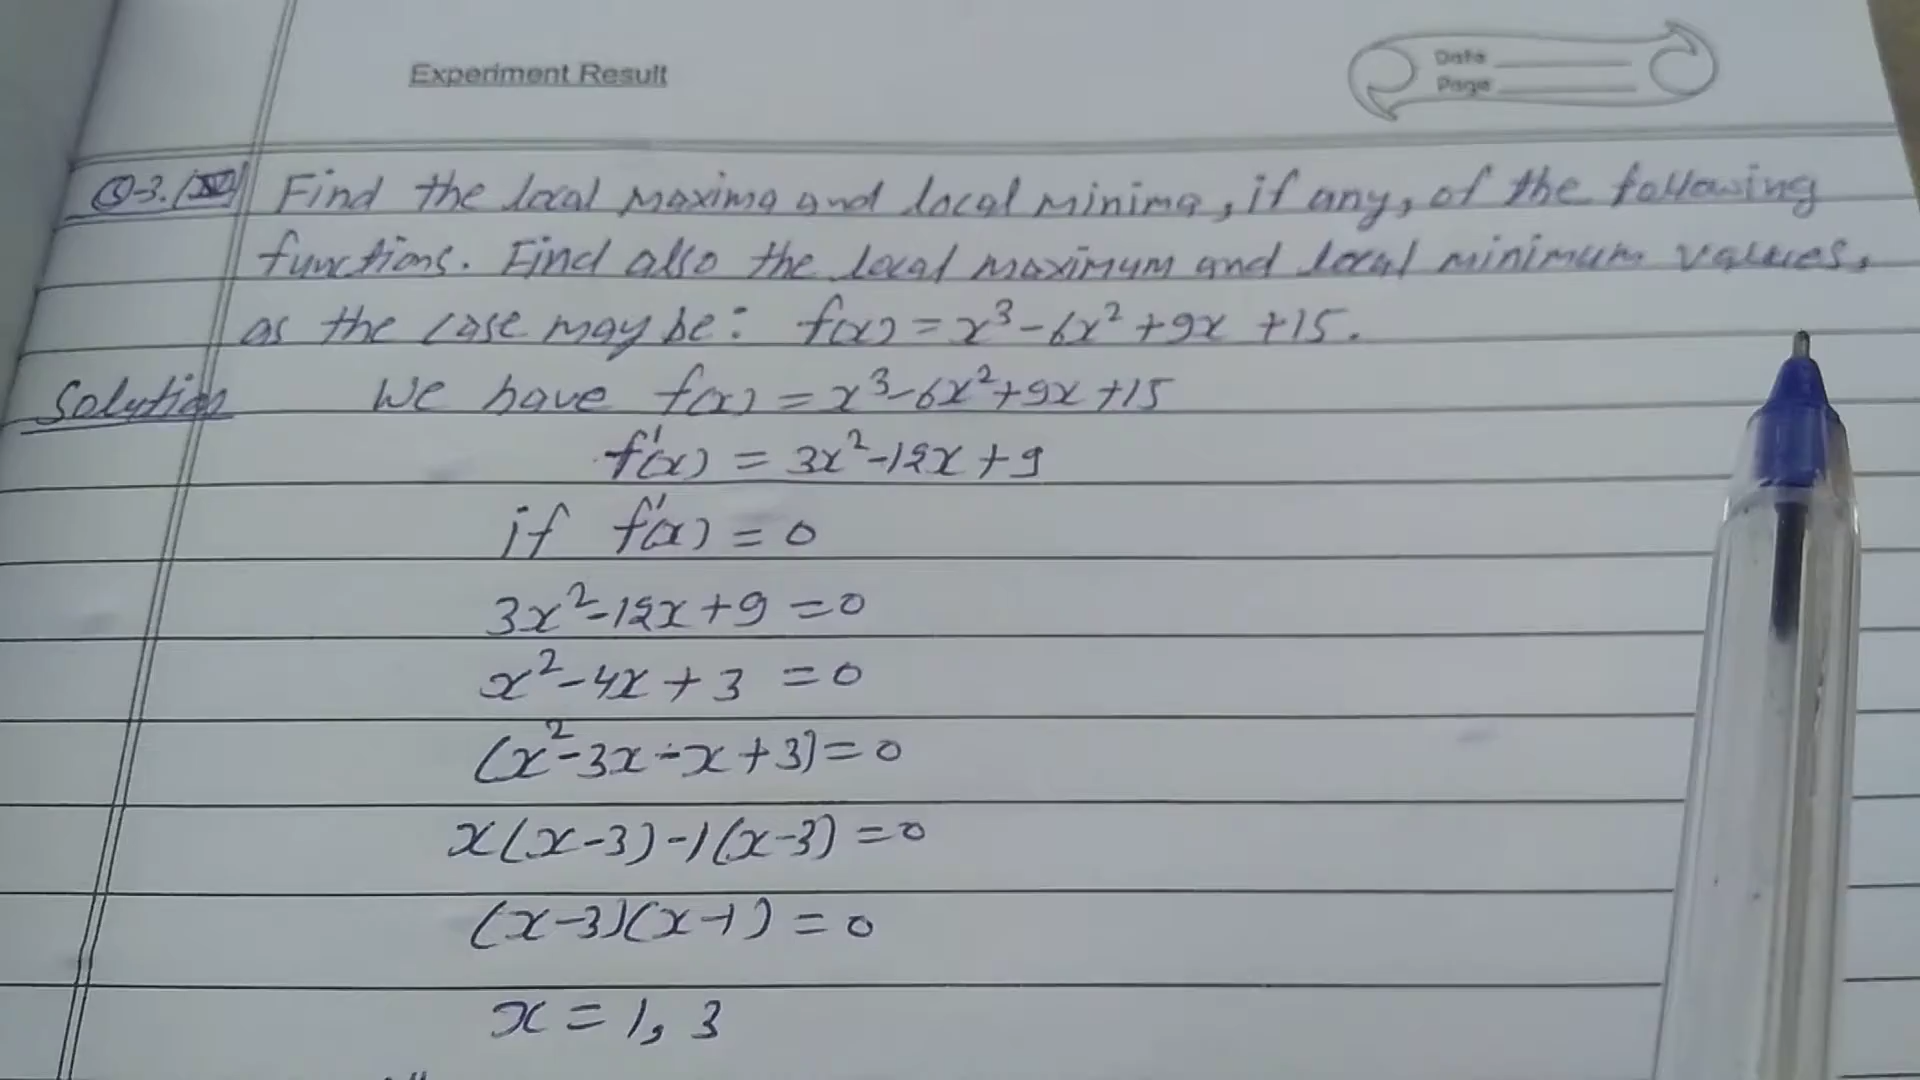 Experiment Result
Date
Page
Q-3. (IV) Find the local maxima and local minima, if any, of the following
functions. Find also the local maximum and local minimum values,
as the case may be: f(x) = x³ - 6x² + 9x + 15.
Solution We have f(x) = x³ - 6x² + 9x + 15
f'(x) = 3x² - 12x + 9
if f'(x) = 0
3x² - 12x + 9 = 0
x² - 4x + 3 = 0
(x² - 3x - x + 3) = 0
x(x - 3) - 1(x - 3) = 0
(x - 3)(x - 1) = 0
x = 1, 3